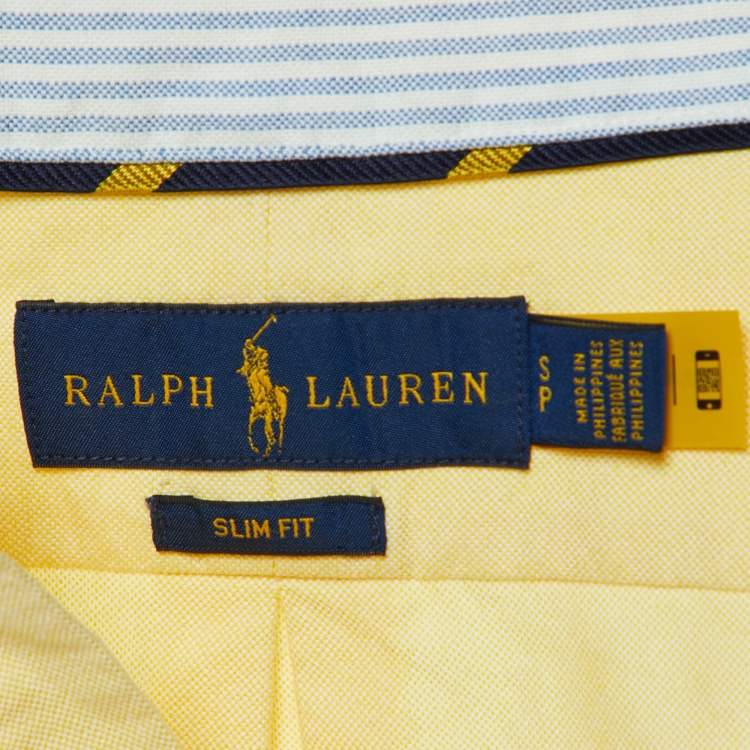 RALPH LAUREN
S
P
MADE IN
PHILIPPINES
FABRIQUÉ AUX
PHILIPPINES
SLIM FIT